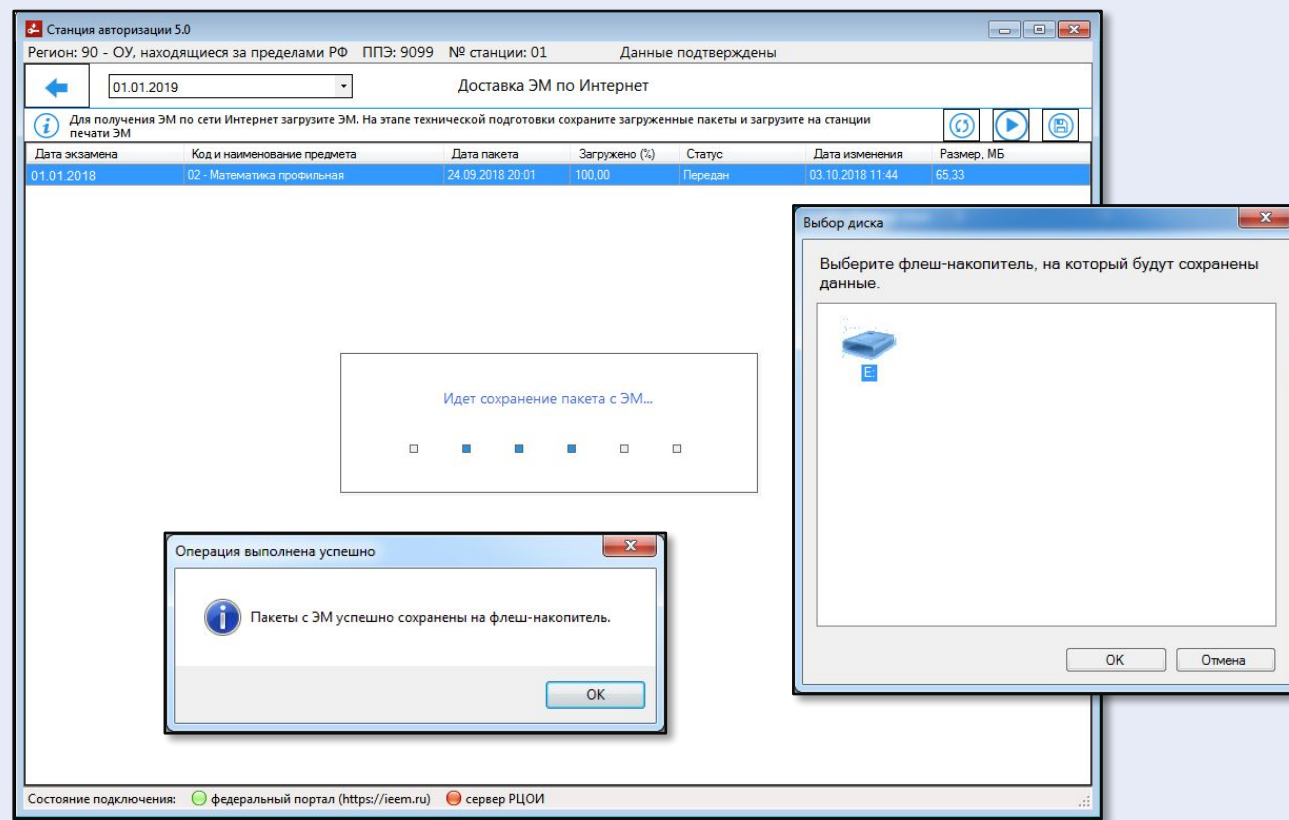 Станция авторизации 5.0
Регион: 90 - ОУ, находящиеся за пределами РФ ППЭ: 9099 № станции: 01 Данные подтверждены
01.01.2019 Доставка ЭМ по Интернет
Для получения ЭМ по сети Интернет загрузите ЭМ. На этапе технической подготовки сохраните загруженные пакеты и загрузите на станции
печати ЭМ
Дата экзамена Код и наименование предмета Дата пакета Загружено (%) Статус Дата изменения Размер, МБ
01.01.2018 02 - Математика профильная 24.09.2018 20:01 100,00 Передан 03.10.2018 11:44 65,33
Выбор диска
Выберите флеш-накопитель, на который будут сохранены
данные.
E:
OK Отмена
Идет сохранение пакета с ЭМ...
Операция выполнена успешно
Пакеты с ЭМ успешно сохранены на флеш-накопитель.
OK
Состояние подключения: федеральный портал (https://ieem.ru) сервер РЦОИ